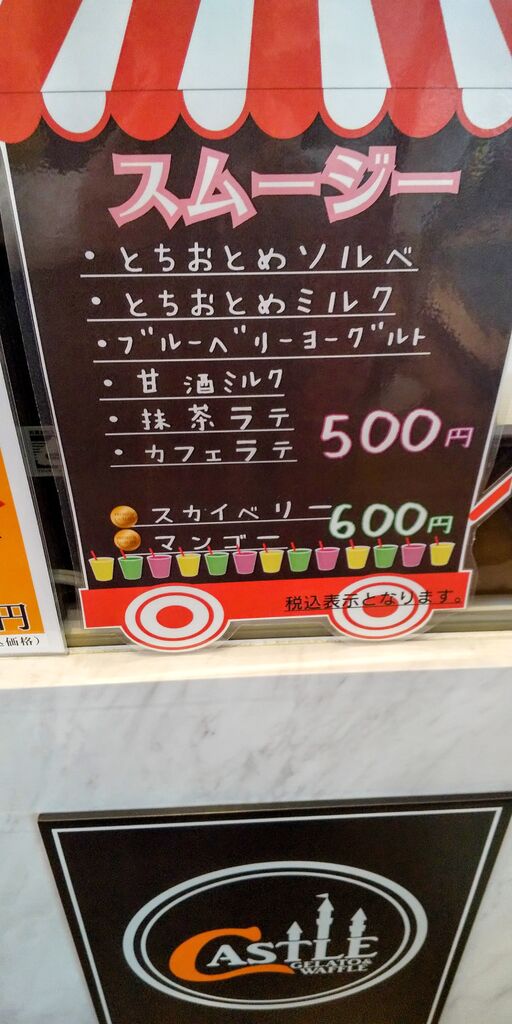 スムージー
・とちおとめソルベ
・とちおとめミルク
・ブルーベリーヨーグルト
・甘酒ミルク
・抹茶ラテ
・カフェラテ
500円
スカイベリー
マンゴー
600円
税込表示となります。
円
価格）
CASTLE
GELATO&
WAFFLE